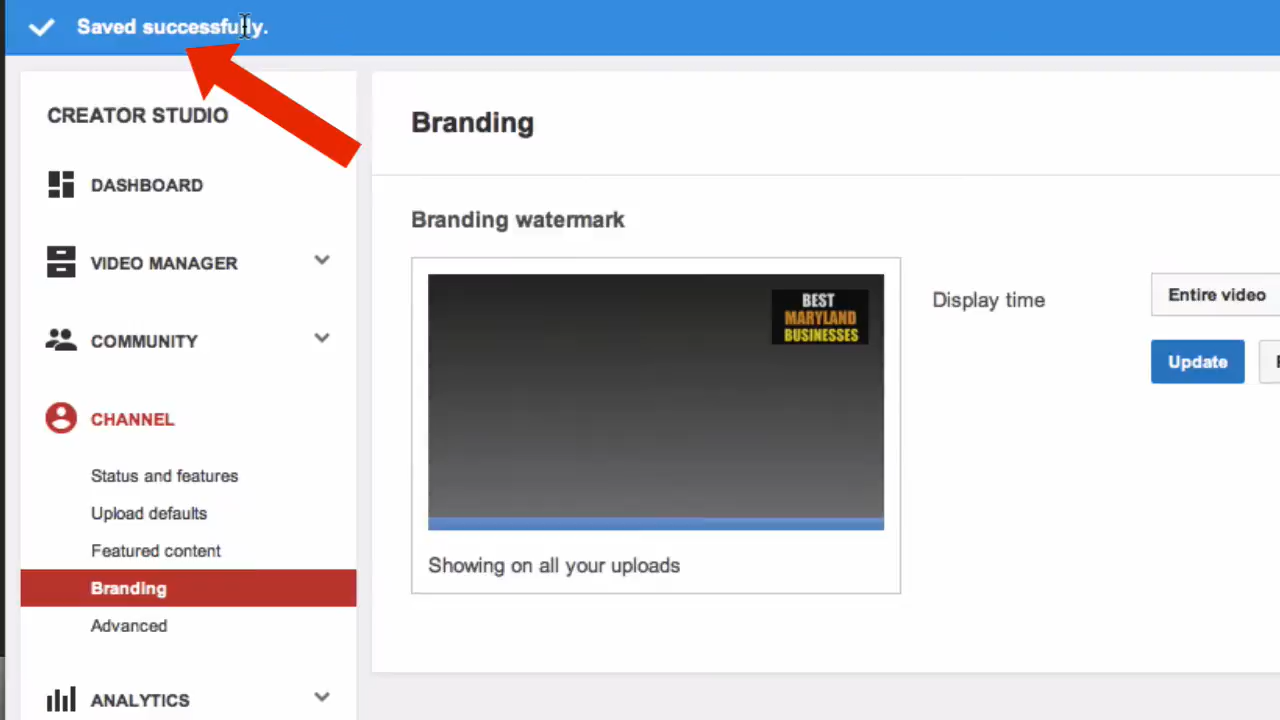 Saved successfully.
CREATOR STUDIO
DASHBOARD
VIDEO MANAGER
COMMUNITY
CHANNEL
Status and features
Upload defaults
Featured content
Branding
Advanced
ANALYTICS
Branding
Branding watermark
BEST
MARYLAND
BUSINESSES
Showing on all your uploads
Display time
Entire video
Update